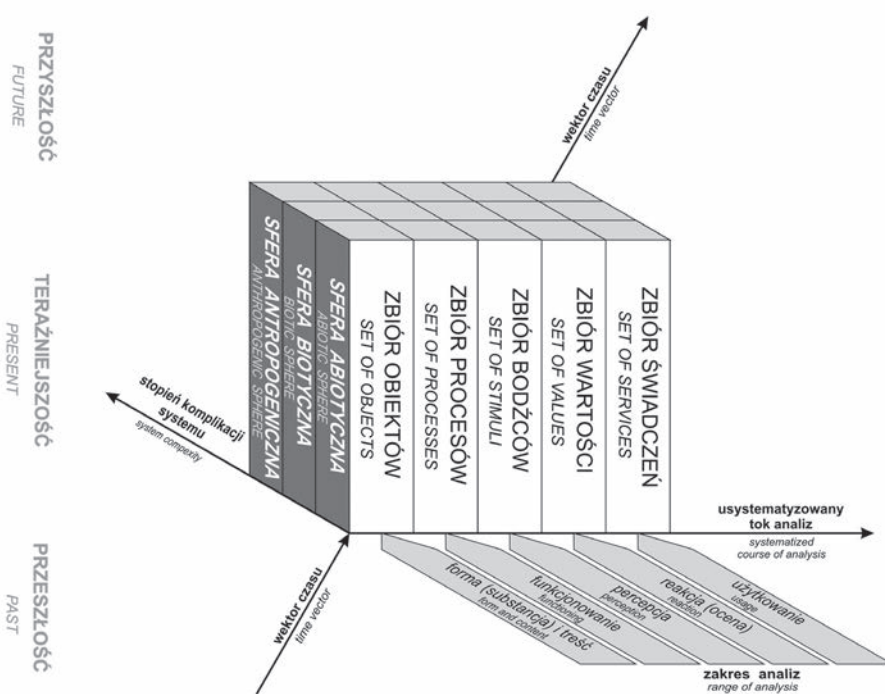 PRZYSZŁOŚĆ
FUTURE
TERAŹNIEJSZOŚĆ
PRESENT
PRZESZŁOŚĆ
PAST
wektor czasu
time vector
stopień komplikacji
systemu
system compexity
SFERA ANTROPOGENICZNA
ANTHROPOGENIC SPHERE
SFERA BIOTYCZNA
BIOTIC SPHERE
SFERA ABIOTYCZNA
ABIOTIC SPHERE
ZBIÓR OBIEKTÓW
SET OF OBJECTS
ZBIÓR PROCESÓW
SET OF PROCESSES
ZBIÓR BODŹCÓW
SET OF STIMULI
ZBIÓR WARTOŚCI
SET OF VALUES
ZBIÓR ŚWIADCZEŃ
SET OF SERVICES
usystematyzowany
tok analiz
systematized
course of analysis
wektor czasu
time vector
forma (substancja) i treść
form and content
funkcjonowanie
functioning
percepcja
perception
reakcja (ocena)
reaction
użytkowanie
usage
zakres analiz
range of analysis